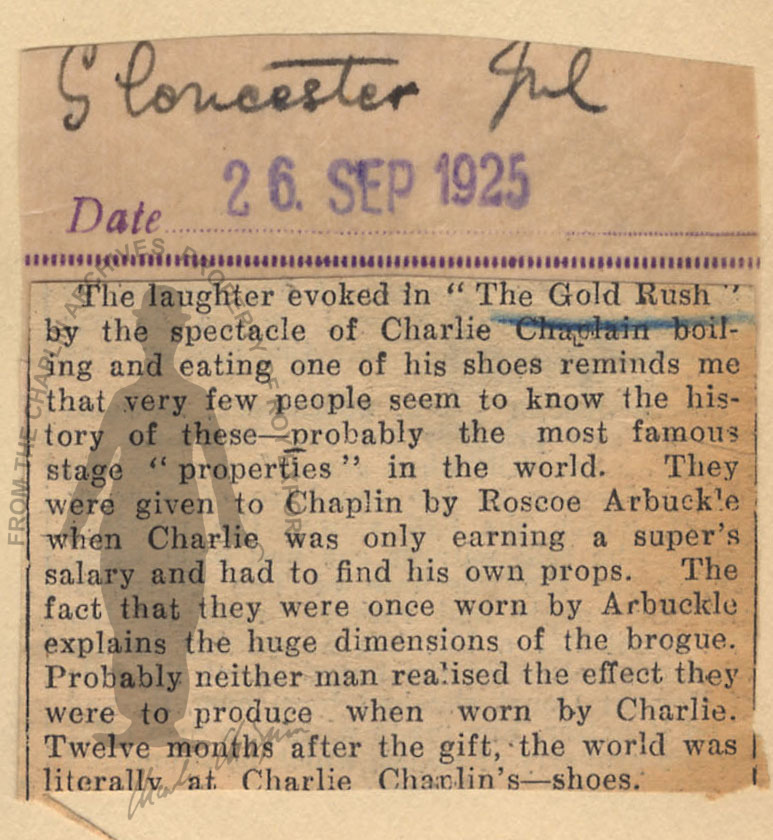 Gloucester Jnl
26. SEP 1925
Date
The laughter evoked in “ The Gold Rush ”
by the spectacle of Charlie Chaplain boil-
ing and eating one of his shoes reminds me
that very few people seem to know the his-
tory of these—probably the most famous
stage “ properties ” in the world. They
were given to Chaplin by Roscoe Arbuckle
when Charlie was only earning a super's
salary and had to find his own props. The
fact that they were once worn by Arbuckle
explains the huge dimensions of the brogue.
Probably neither man realised the effect they
were to produce when worn by Charlie.
Twelve months after the gift, the world was
literally at Charlie Chaplin's—shoes.
FROM THE CHAPLIN ARCHIVES. PROPERTY OF